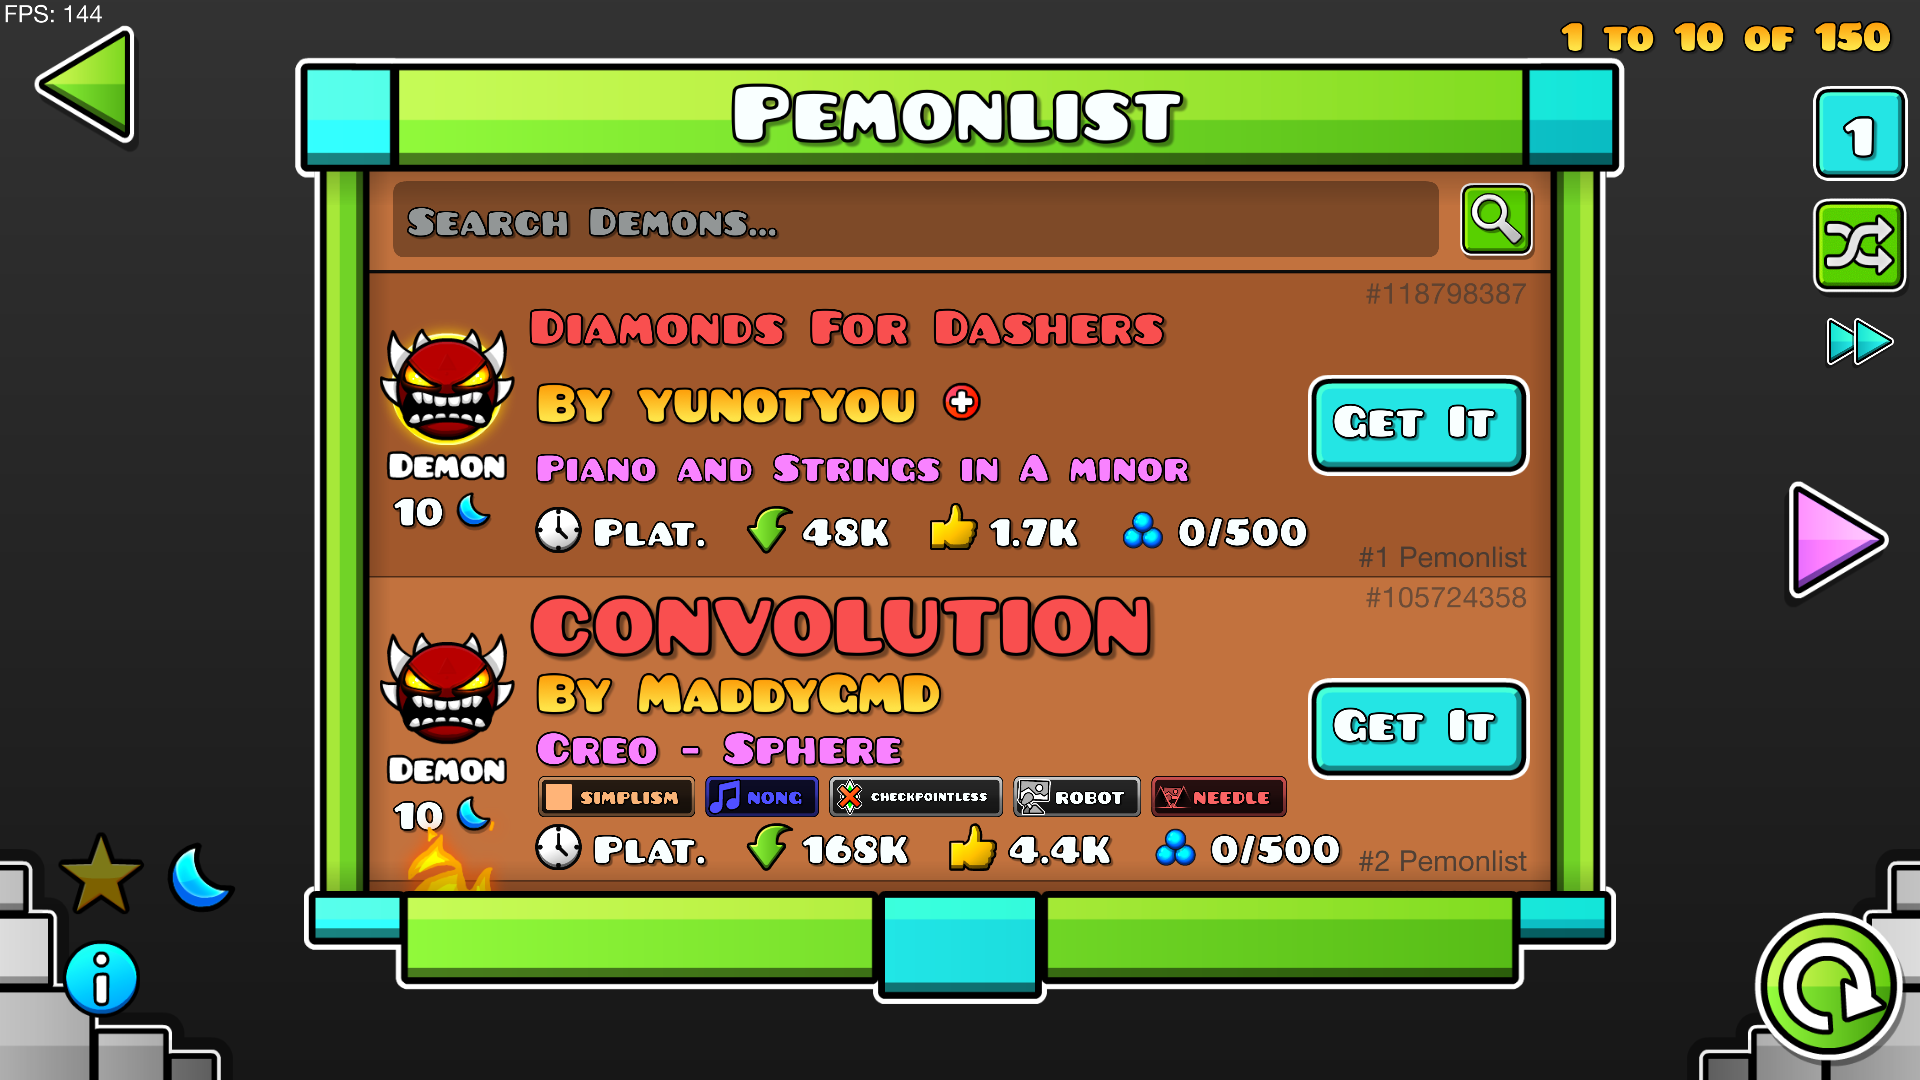 FPS: 144
1 to 10 of 150
Pemonlist
1
Search Demons...
#118798387
Diamonds For Dashers
By YunotYou
Get It
Piano and Strings in A minor
Demon
10
Plat. 48K 1.7K 0/500
#1 Pemonlist
#105724358
CONVOLUTION
By MaddyGMD
Get It
Creo - Sphere
Demon
SIMPLISM NONG CHECKPOINTLESS ROBOT NEEDLE
10
Plat. 168K 4.4K 0/500
#2 Pemonlist